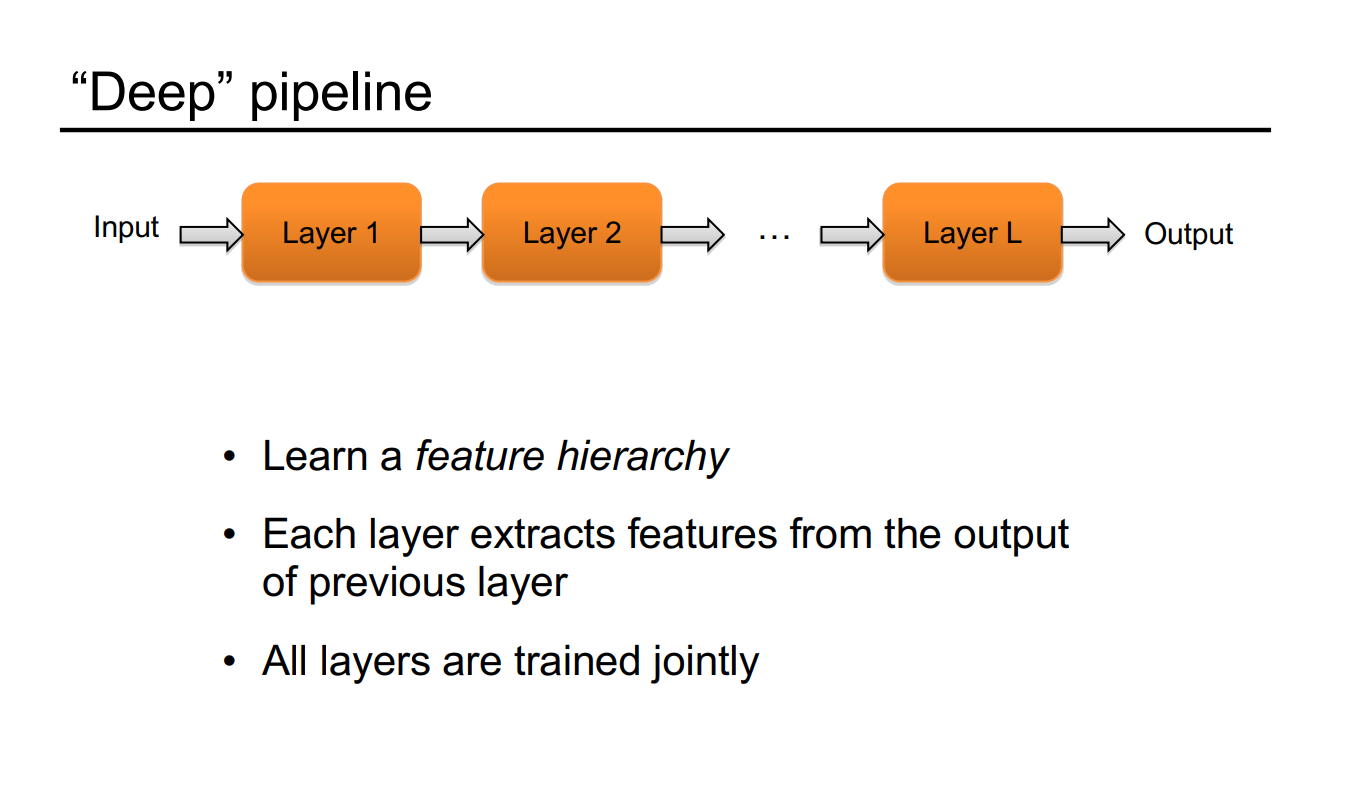 “Deep” pipeline
Input
Layer 1
Layer 2
…
Layer L
Output
• Learn a feature hierarchy
• Each layer extracts features from the output
of previous layer
• All layers are trained jointly